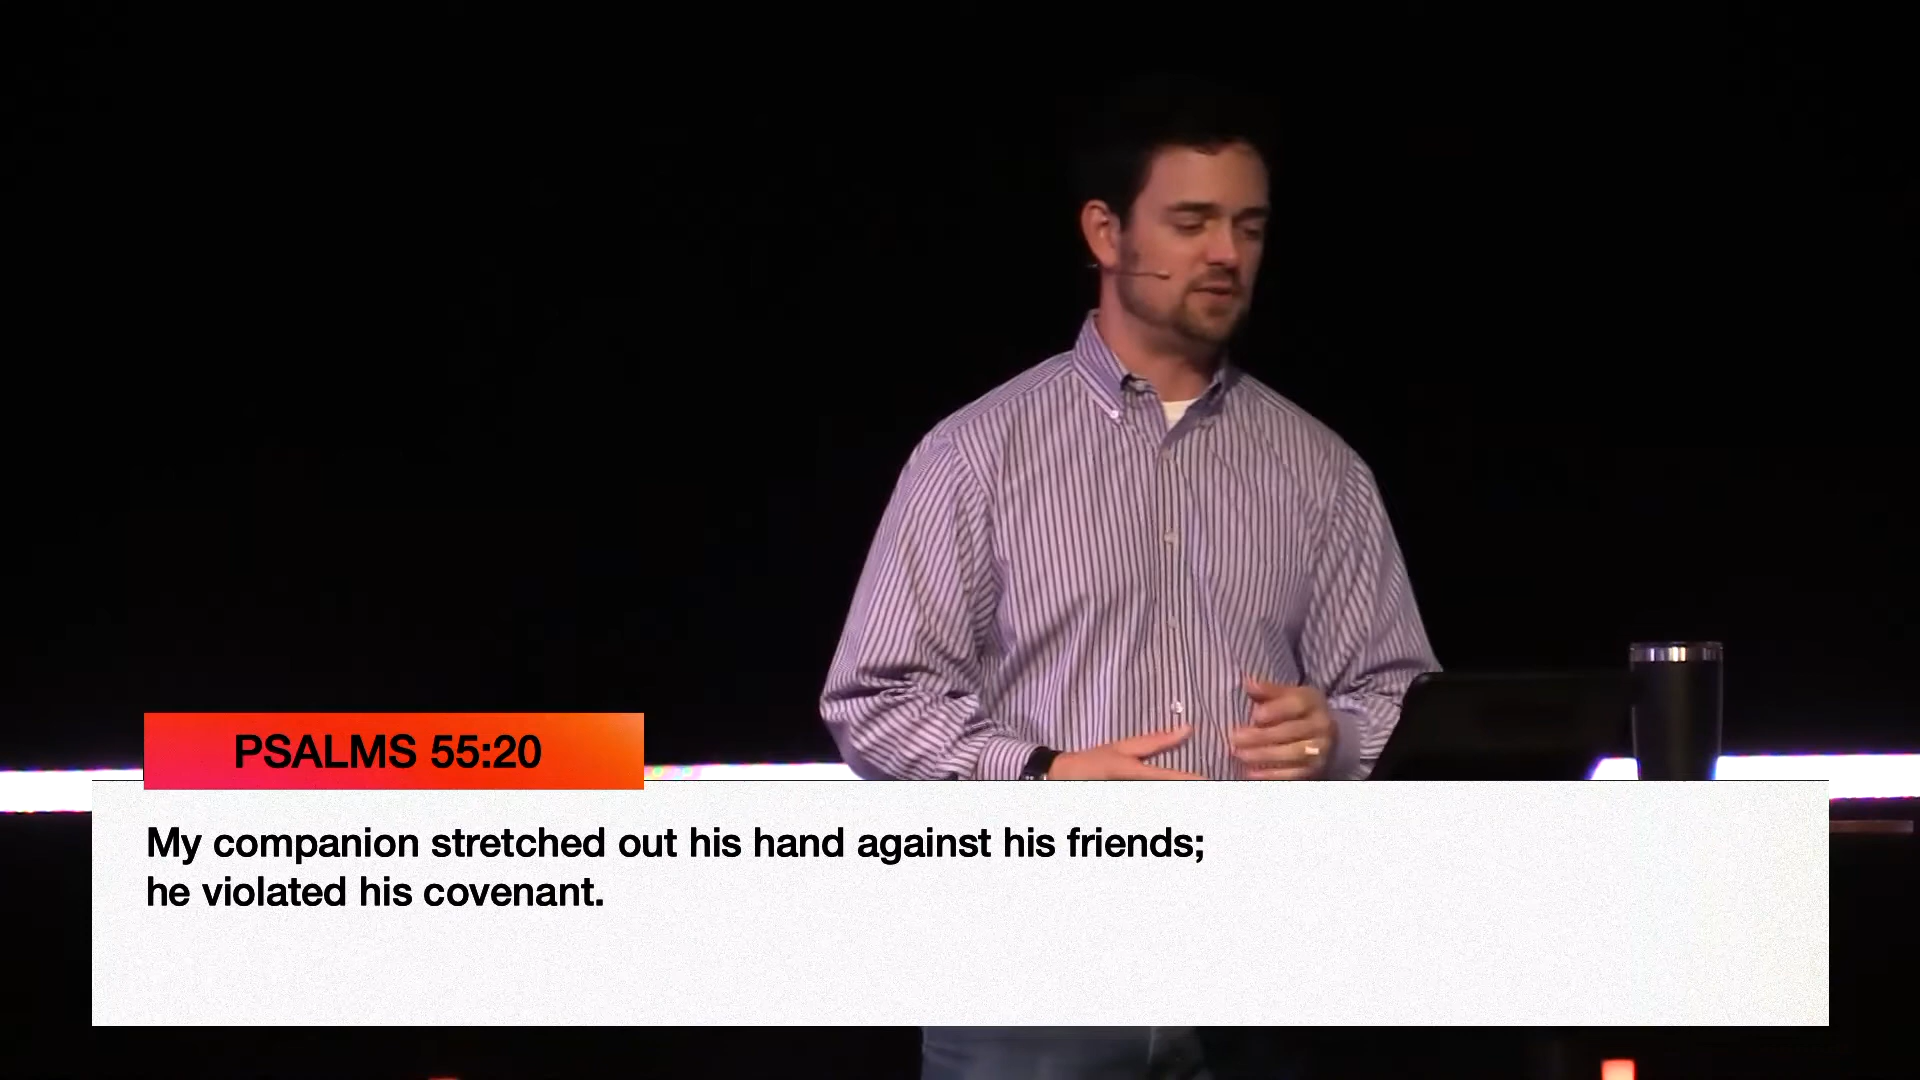 PSALMS 55:20
My companion stretched out his hand against his friends;
he violated his covenant.